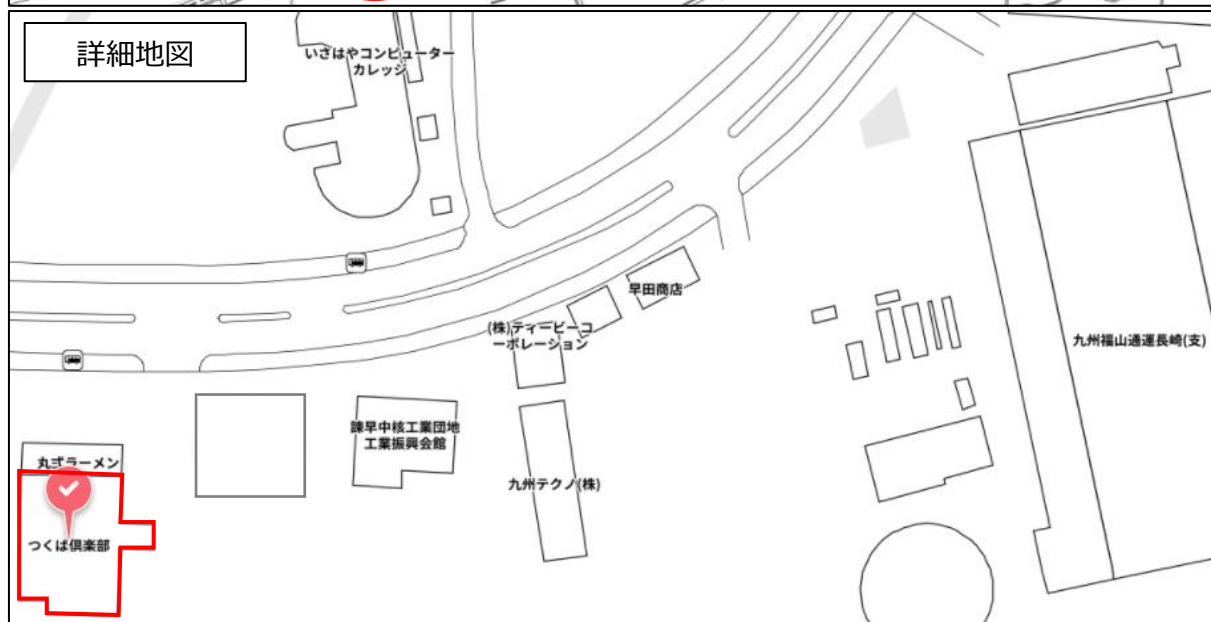 詳細地図
いさはやコンピューター
カレッジ
早田商店
(株)ティービーコ
ーポレーション
九州福山通運長崎(支)
諫早中核工業団地
工業振興会館
丸弍ラーメン
九州テクノ(株)
つくば倶楽部